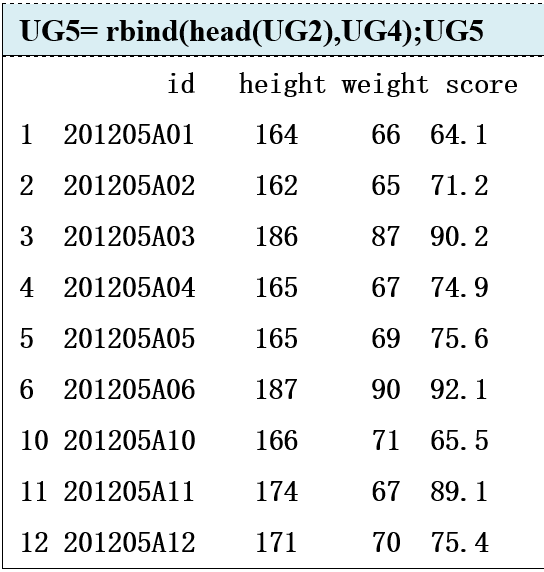 UG5= rbind(head(UG2),UG4);UG5
id height weight score
1 201205A01 164 66 64.1
2 201205A02 162 65 71.2
3 201205A03 186 87 90.2
4 201205A04 165 67 74.9
5 201205A05 165 69 75.6
6 201205A06 187 90 92.1
10 201205A10 166 71 65.5
11 201205A11 174 67 89.1
12 201205A12 171 70 75.4